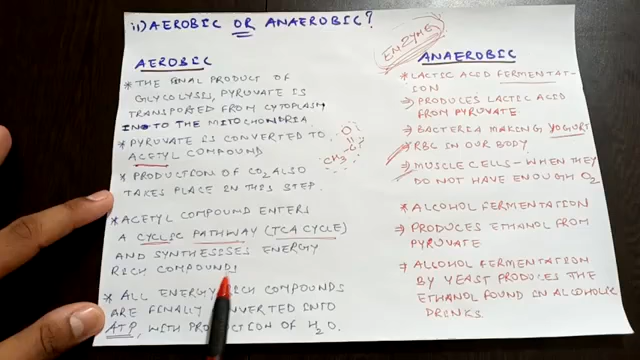 ii) AEROBIC OR ANAEROBIC?
AEROBIC
* THE FINAL PRODUCT OF
GLYCOLYSIS, PYRUVATE IS
TRANSPORTED FROM CYTOPLASM
INTO THE MITOCHONDRIA
* PYRUVATE IS CONVERTED TO
ACETYL COMPOUND
* PRODUCTION OF CO2 ALSO
TAKES PLACE IN THIS STEP.
* ACETYL COMPOUND ENTERS
A CYCLIC PATHWAY (TCA CYCLE)
AND SYNTHESISES ENERGY
RICH COMPOUNDS
* ALL ENERGY RICH COMPOUNDS
ARE FINALLY CONVERTED INTO
ATP, WITH PRODUCTION OF H2O.
O
CH3 - C
ENZYME
ANAEROBIC
* LACTIC ACID FERMENTAT-
ION
⇒ PRODUCES LACTIC ACID
FROM PYRUVATE
⇒ BACTERIA MAKING YOGURT
⇒ RBC IN OUR BODY
⇒ MUSCLE CELLS - WHEN THEY
DO NOT HAVE ENOUGH O2
* ALCOHOL FERMENTATION
⇒ PRODUCES ETHANOL FROM
PYRUVATE
⇒ ALCOHOL FERMENTATION
BY YEAST PRODUCES THE
ETHANOL FOUND IN ALCOHOLIC
DRINKS.